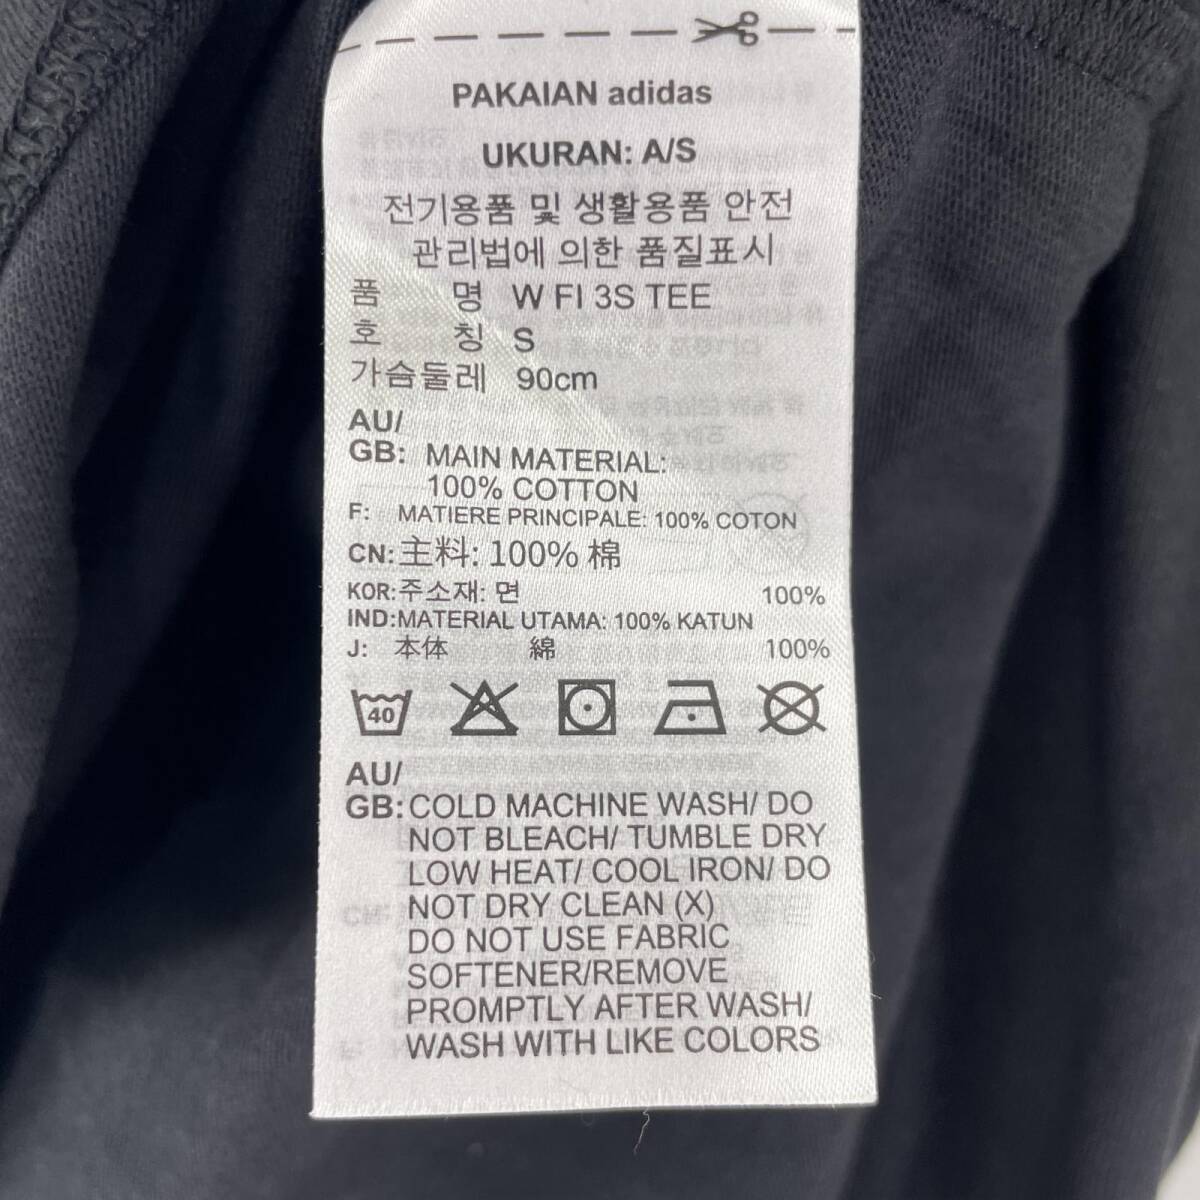 PAKAIAN adidas
UKURAN: A/S
전기용품 및 생활용품 안전
관리법에 의한 품질표시
품 명 W FI 3S TEE
호 칭 S
가슴둘레 90cm
AU/
GB: MAIN MATERIAL:
100% COTTON
F: MATIERE PRINCIPALE: 100% COTON
CN: 主料: 100% 棉
KOR: 주소재: 면 100%
IND: MATERIAL UTAMA: 100% KATUN
J: 本体 綿 100%
40
AU/
GB: COLD MACHINE WASH/ DO
NOT BLEACH/ TUMBLE DRY
LOW HEAT/ COOL IRON/ DO
NOT DRY CLEAN (X)
DO NOT USE FABRIC
SOFTENER/REMOVE
PROMPTLY AFTER WASH/
WASH WITH LIKE COLORS